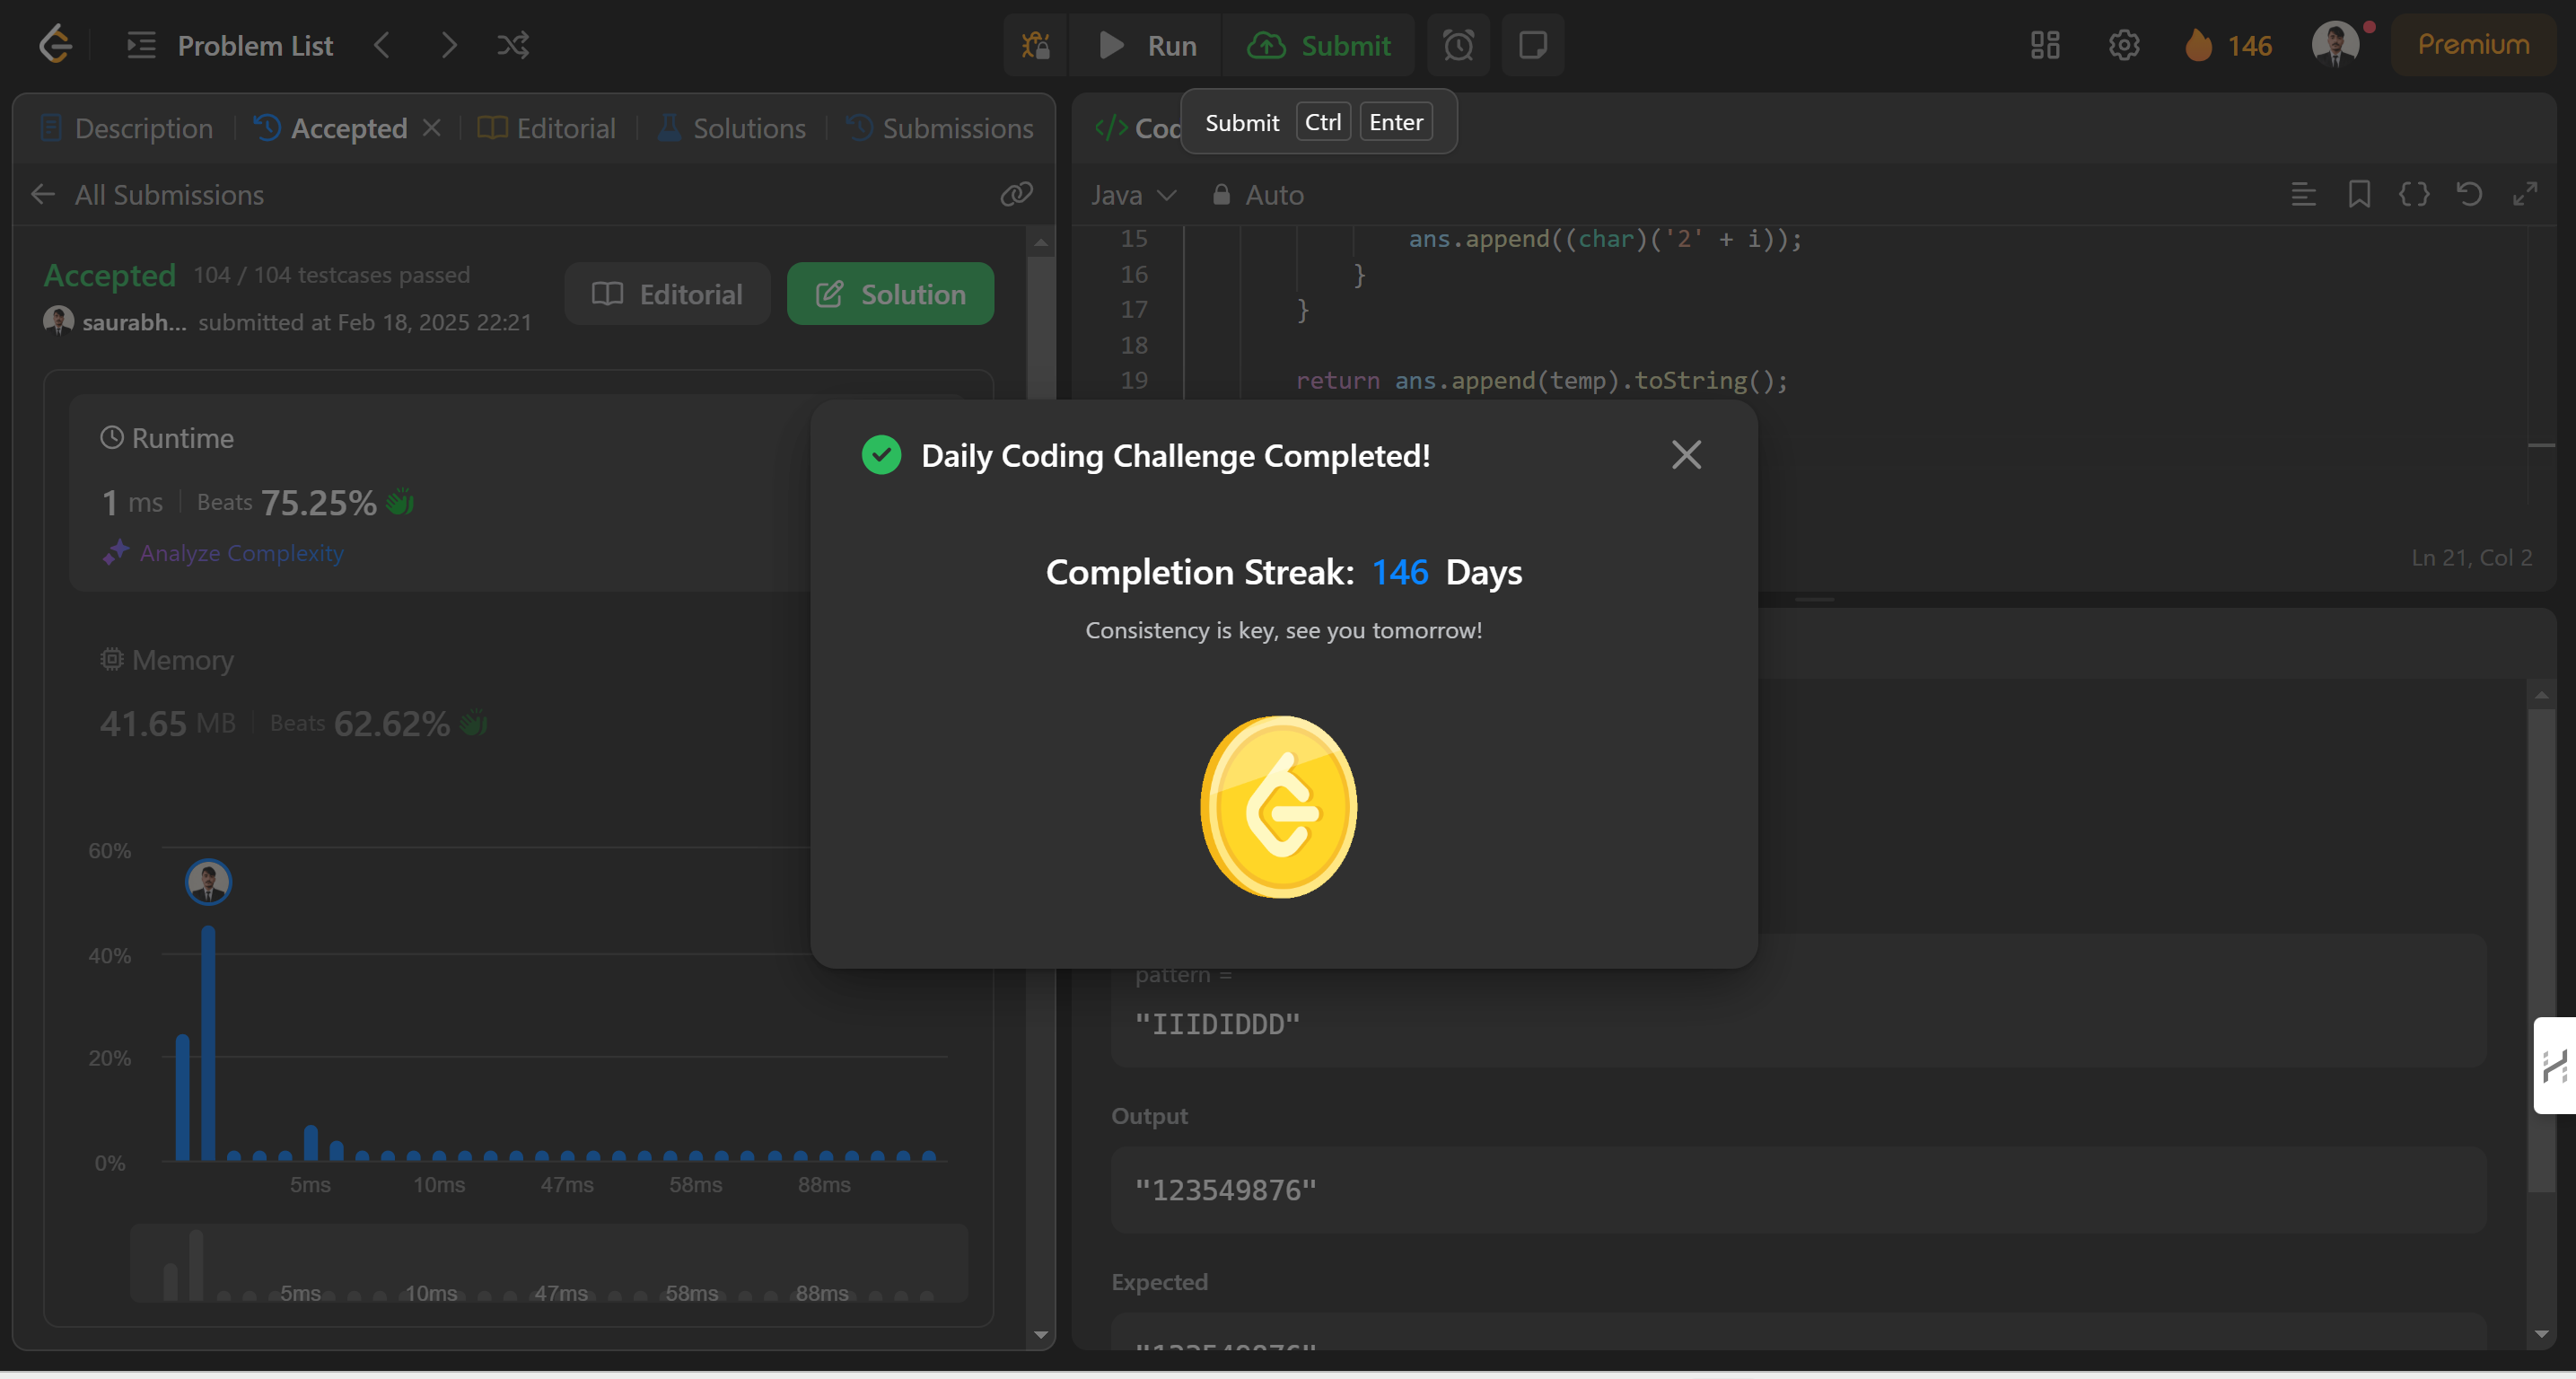 Problem List
Run
Submit
146
Premium
Description
Accepted
Editorial
Solutions
Submissions
Submit Ctrl Enter
All Submissions
Java
Auto
Accepted 104 / 104 testcases passed
saurabh... submitted at Feb 18, 2025 22:21
Editorial
Solution
15 ans.append((char)('2' + i));
16 }
17 }
18
19 return ans.append(temp).toString();
Runtime
1 ms Beats 75.25%
Analyze Complexity
Memory
41.65 MB Beats 62.62%
Daily Coding Challenge Completed!
Completion Streak: 146 Days
Consistency is key, see you tomorrow!
Ln 21, Col 2
60%
40%
20%
0%
5ms 10ms 47ms 58ms 88ms
5ms 10ms 47ms 58ms 88ms
pattern =
"IIIDIDDD"
Output
"123549876"
Expected
"123549876"